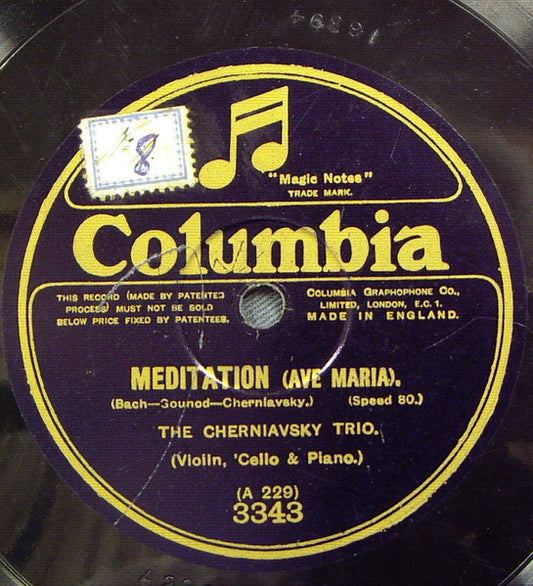 16394
8
"Magic Notes"
TRADE MARK.
Columbia
THIS RECORD (MADE BY PATENTED
PROCESS) MUST NOT BE SOLD
BELOW PRICE FIXED BY PATENTEES.
COLUMBIA GRAPHOPHONE CO.,
LIMITED, LONDON, E.C. 1.
MADE IN ENGLAND.
MEDITATION (AVE MARIA).
(Bach—Gounod—Cherniavsky.) (Speed 80.)
THE CHERNIAVSKY TRIO.
(Violin, 'Cello & Piano.)
(A 229)
3343